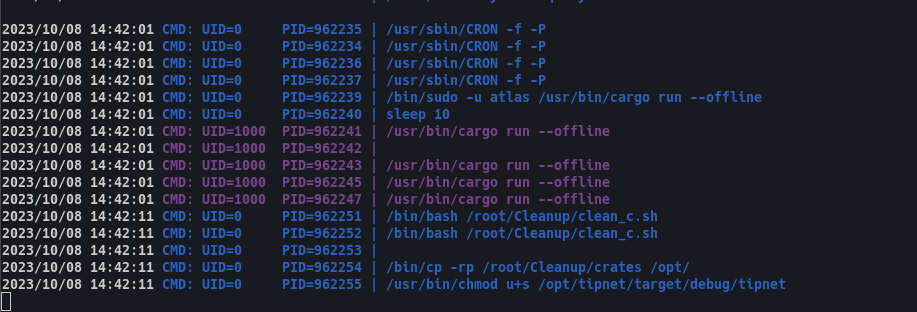 2023/10/08 14:42:01 CMD: UID=0     PID=962235 | /usr/sbin/CRON -f -P
2023/10/08 14:42:01 CMD: UID=0     PID=962234 | /usr/sbin/CRON -f -P
2023/10/08 14:42:01 CMD: UID=0     PID=962236 | /usr/sbin/CRON -f -P
2023/10/08 14:42:01 CMD: UID=0     PID=962237 | /usr/sbin/CRON -f -P
2023/10/08 14:42:01 CMD: UID=0     PID=962239 | /bin/sudo -u atlas /usr/bin/cargo run --offline
2023/10/08 14:42:01 CMD: UID=0     PID=962240 | sleep 10
2023/10/08 14:42:01 CMD: UID=1000  PID=962241 | /usr/bin/cargo run --offline
2023/10/08 14:42:01 CMD: UID=1000  PID=962242 |
2023/10/08 14:42:01 CMD: UID=1000  PID=962243 | /usr/bin/cargo run --offline
2023/10/08 14:42:01 CMD: UID=1000  PID=962245 | /usr/bin/cargo run --offline
2023/10/08 14:42:01 CMD: UID=1000  PID=962247 | /usr/bin/cargo run --offline
2023/10/08 14:42:11 CMD: UID=0     PID=962251 | /bin/bash /root/Cleanup/clean_c.sh
2023/10/08 14:42:11 CMD: UID=0     PID=962252 | /bin/bash /root/Cleanup/clean_c.sh
2023/10/08 14:42:11 CMD: UID=0     PID=962253 |
2023/10/08 14:42:11 CMD: UID=0     PID=962254 | /bin/cp -rp /root/Cleanup/crates /opt/
2023/10/08 14:42:11 CMD: UID=0     PID=962255 | /usr/bin/chmod u+s /opt/tipnet/target/debug/tipnet